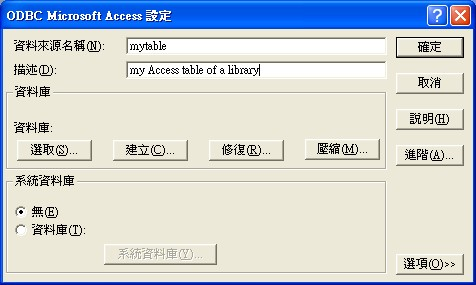 ODBC Microsoft Access 設定
資料來源名稱(N): mytable 確定
描述(D): my Access table of a library 取消
資料庫
資料庫:
選取(S)... 建立(C)... 修復(R)... 壓縮(M)...
說明(H)
進階(A)...
系統資料庫
無(E)
資料庫(T):
系統資料庫(Y)...
選項(O)>>